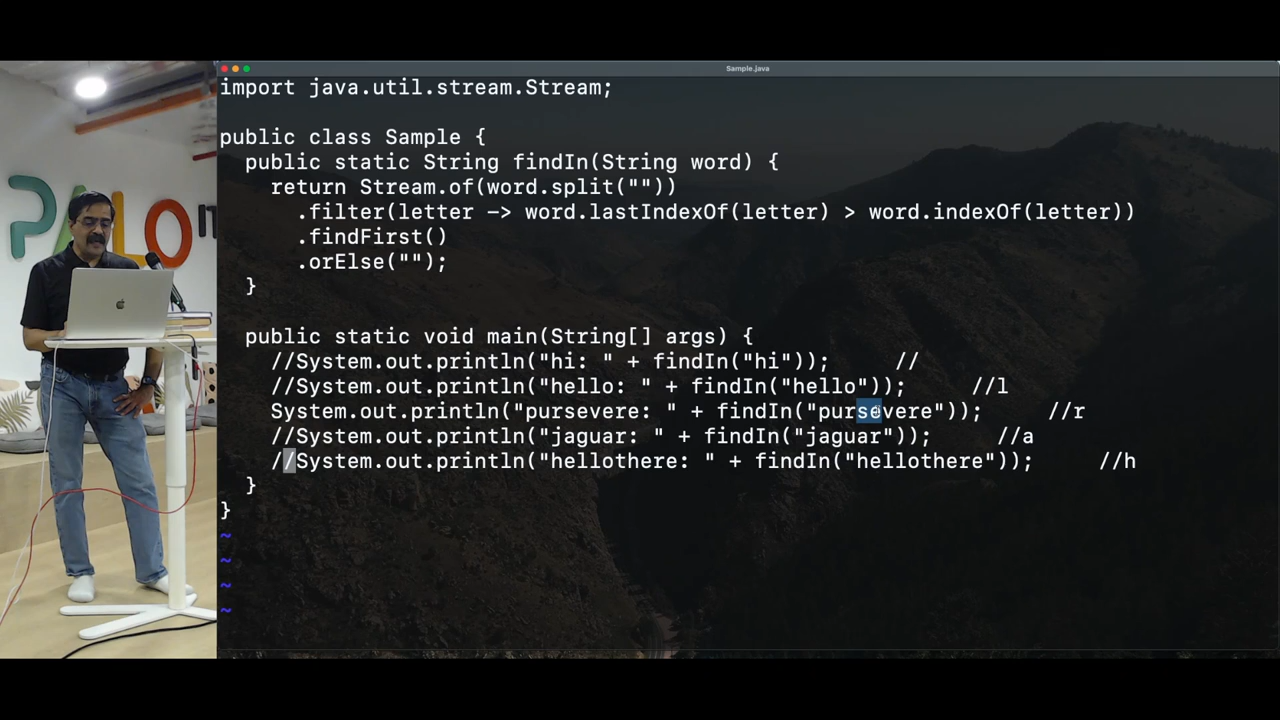 PALO IT
Sample.java
import java.util.stream.Stream;
public class Sample {
  public static String findIn(String word) {
    return Stream.of(word.split(""))
      .filter(letter -> word.lastIndexOf(letter) > word.indexOf(letter))
      .findFirst()
      .orElse("");
  }
  public static void main(String[] args) {
    //System.out.println("hi: " + findIn("hi"));     //
    //System.out.println("hello: " + findIn("hello"));     //l
    System.out.println("pursevere: " + findIn("pursevere"));     //r
    //System.out.println("jaguar: " + findIn("jaguar"));     //a
    //System.out.println("hellothere: " + findIn("hellothere"));     //h
  }
}
~
~
~
~